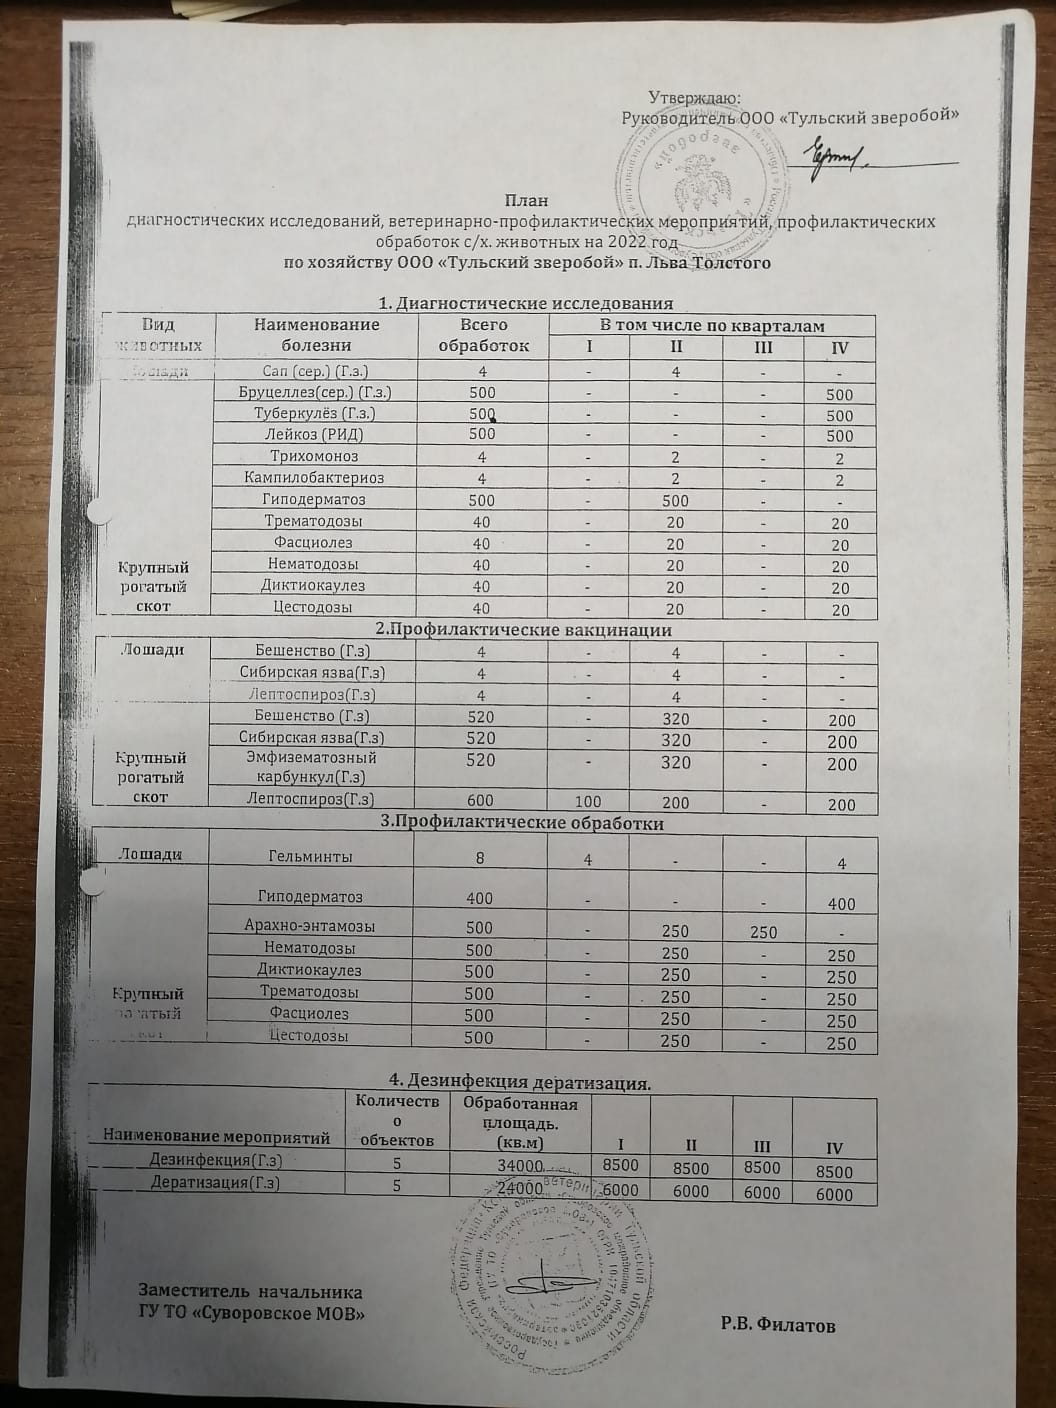 Утверждаю:
Руководитель ООО «Тульский зверобой»
План
диагностических исследований, ветеринарно-профилактических мероприятий, профилактических
обработок с/х. животных на 2022 год
по хозяйству ООО «Тульский зверобой» п. Льва Толстого
1. Диагностические исследования
Вид Наименование Всего В том числе по кварталам
животных болезни обработок I II III IV
Лошади Сап (сер.) (Г.з.) 4 - 4 - -
Бруцеллез(сер.) (Г.з.) 500 - - - 500
Туберкулёз (Г.з.) 500 - - - 500
Лейкоз (РИД) 500 - - - 500
Трихомоноз 4 - 2 - 2
Кампилобактериоз 4 - 2 - 2
Гиподерматоз 500 - 500 - -
Трематодозы 40 - 20 - 20
Фасциолез 40 - 20 - 20
Крупный Нематодозы 40 - 20 - 20
рогатый Диктиокаулез 40 - 20 - 20
скот Цестодозы 40 - 20 - 20
2.Профилактические вакцинации
Лошади Бешенство (Г.з) 4 - 4 - -
Сибирская язва(Г.з) 4 - 4 - -
Лептоспироз(Г.з) 4 - 4 - -
Бешенство (Г.з) 520 - 320 - 200
Сибирская язва(Г.з) 520 - 320 - 200
Крупный Эмфизематозный 520 - 320 - 200
рогатый карбункул(Г.з)
скот Лептоспироз(Г.з) 600 100 200 - 200
3.Профилактические обработки
Лошади Гельминты 8 4 - - 4
Гиподерматоз 400 - - - 400
Арахно-энтамозы 500 - 250 250 -
Нематодозы 500 - 250 - 250
Диктиокаулез 500 - 250 - 250
Крупный Трематодозы 500 - 250 - 250
рогатый Фасциолез 500 - 250 - 250
скот Цестодозы 500 - 250 - 250
4. Дезинфекция дератизация.
Количеств Обработанная
о площадь.
Наименование мероприятий объектов (кв.м) I II III IV
Дезинфекция(Г.з) 5 34000 8500 8500 8500 8500
Дератизация(Г.з) 5 24000 6000 6000 6000 6000
Заместитель начальника
ГУ ТО «Суворовское МОВ»
Р.В. Филатов